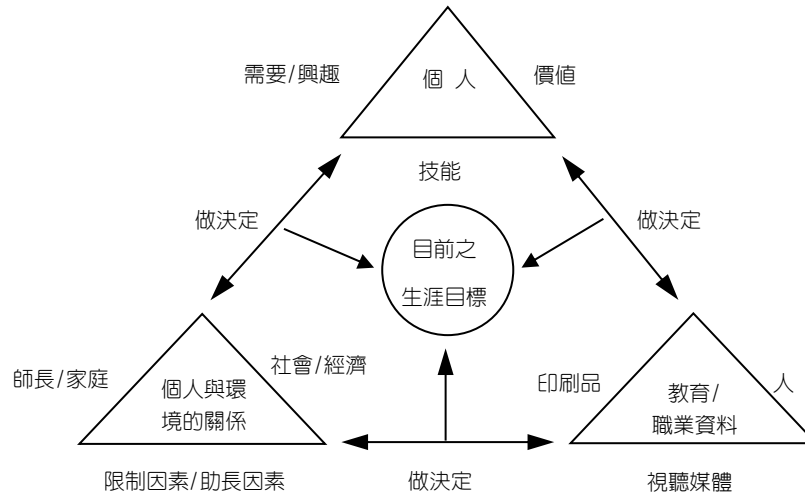 需要/興趣
個 人
價值
技能
做決定
做決定
目前之
生涯目標
師長/家庭
個人與環
境的關係
社會/經濟
印刷品
教育/
職業資料
人
限制因素/助長因素
做決定
視聽媒體